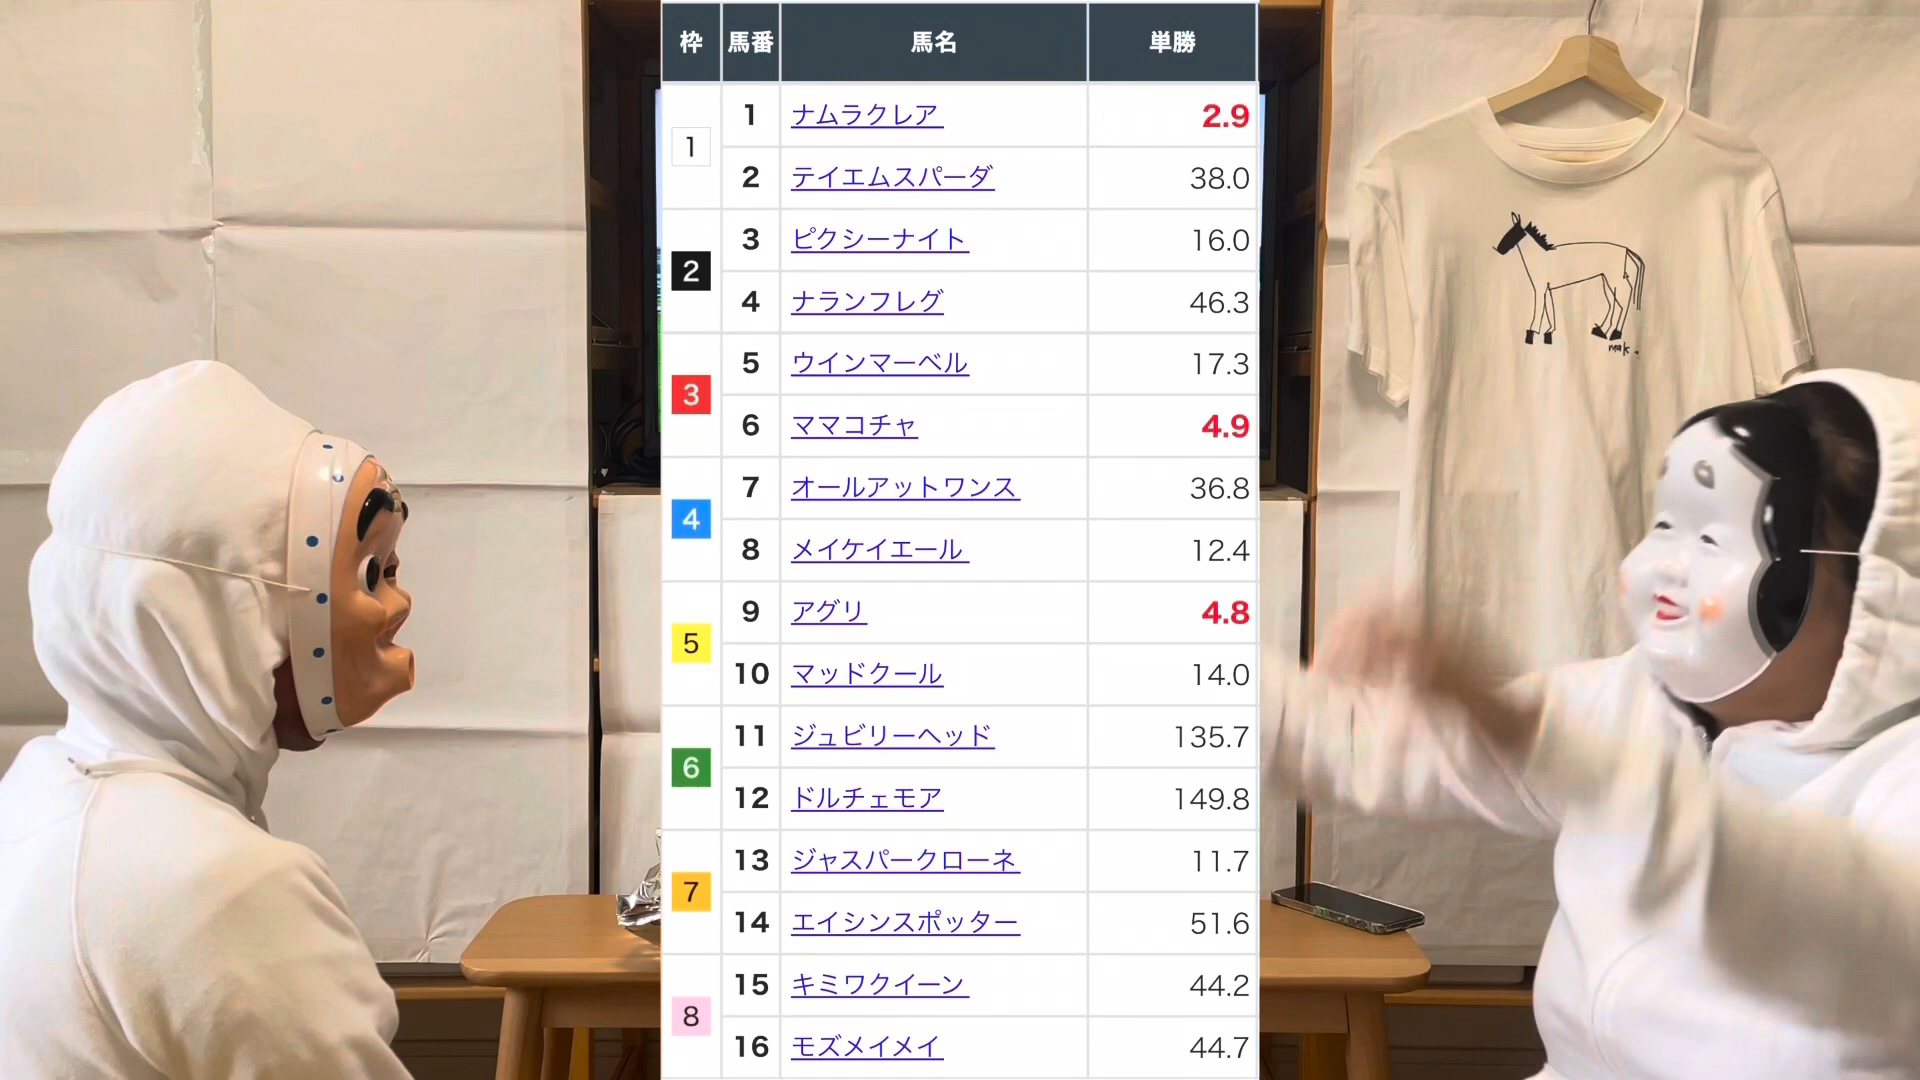 枠 馬番 馬名 単勝
1 1 ナムラクレア 2.9
2 テイエムスパーダ 38.0
2 3 ピクシーナイト 16.0
4 ナランフレグ 46.3
3 5 ウインマーベル 17.3
6 ママコチャ 4.9
4 7 オールアットワンス 36.8
8 メイケイエール 12.4
5 9 アグリ 4.8
10 マッドクール 14.0
6 11 ジュビリーヘッド 135.7
12 ドルチェモア 149.8
7 13 ジャスパークローネ 11.7
14 エイシンスポッター 51.6
8 15 キミワクイーン 44.2
16 モズメイメイ 44.7
mak.